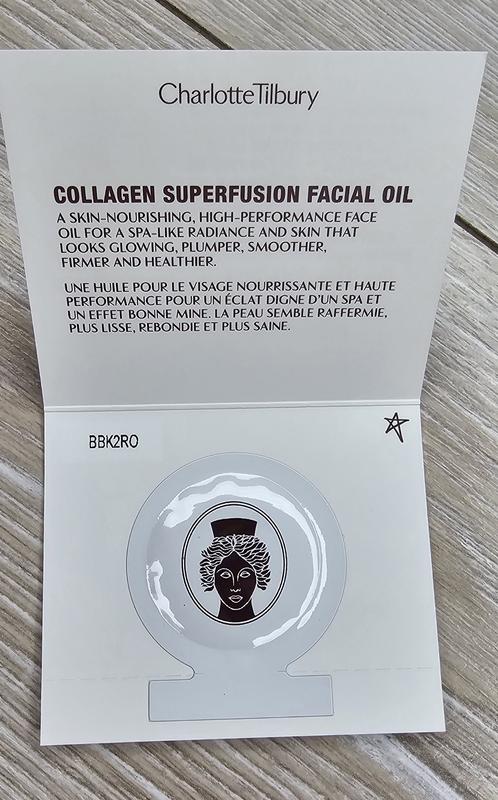 CharlotteTilbury
COLLAGEN SUPERFUSION FACIAL OIL
A SKIN-NOURISHING, HIGH-PERFORMANCE FACE
OIL FOR A SPA-LIKE RADIANCE AND SKIN THAT
LOOKS GLOWING, PLUMPER, SMOOTHER,
FIRMER AND HEALTHIER.
UNE HUILE POUR LE VISAGE NOURRISSANTE ET HAUTE
PERFORMANCE POUR UN ÉCLAT DIGNE D'UN SPA ET
UN EFFET BONNE MINE. LA PEAU SEMBLE RAFFERMIE,
PLUS LISSE, REBONDIE ET PLUS SAINE.
BBK2RO